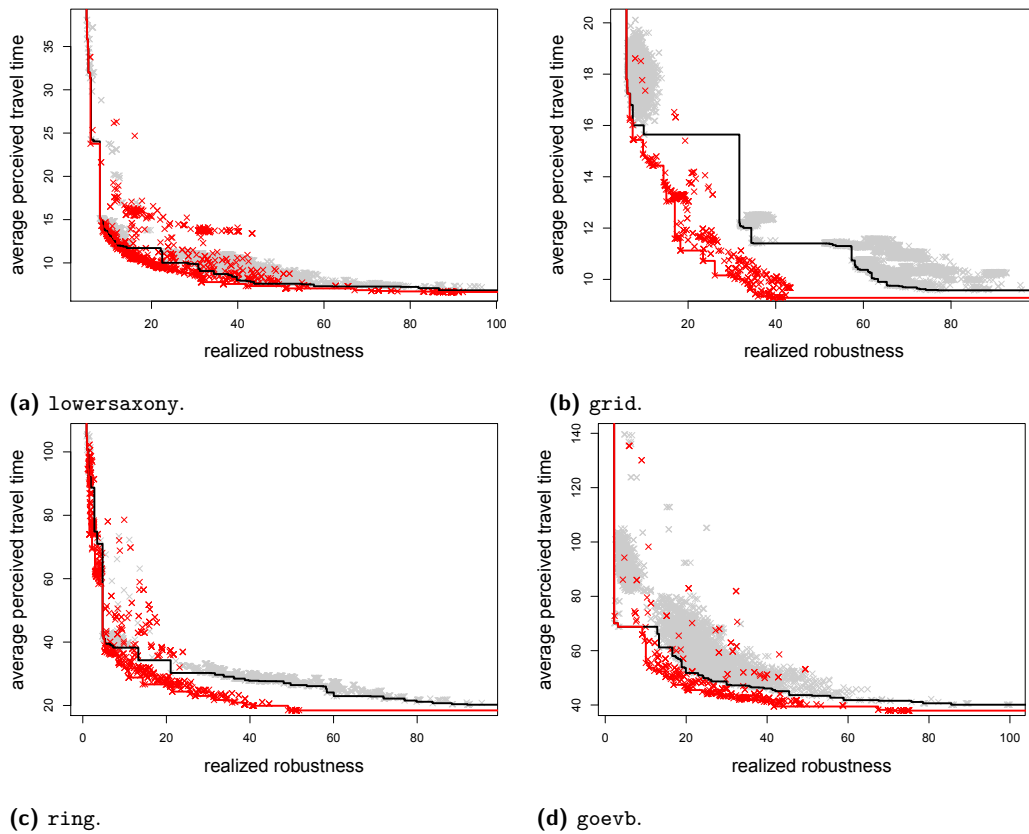 35
30
25
20
15
10
average perceived travel time
20 40 60 80 100
realized robustness
(a) lowersaxony.
20
18
16
14
12
10
average perceived travel time
20 40 60 80
realized robustness
(b) grid.
100
80
60
40
20
average perceived travel time
0 20 40 60 80
realized robustness
(c) ring.
140
120
100
80
60
40
average perceived travel time
0 20 40 60 80 100
realized robustness
(d) goevb.